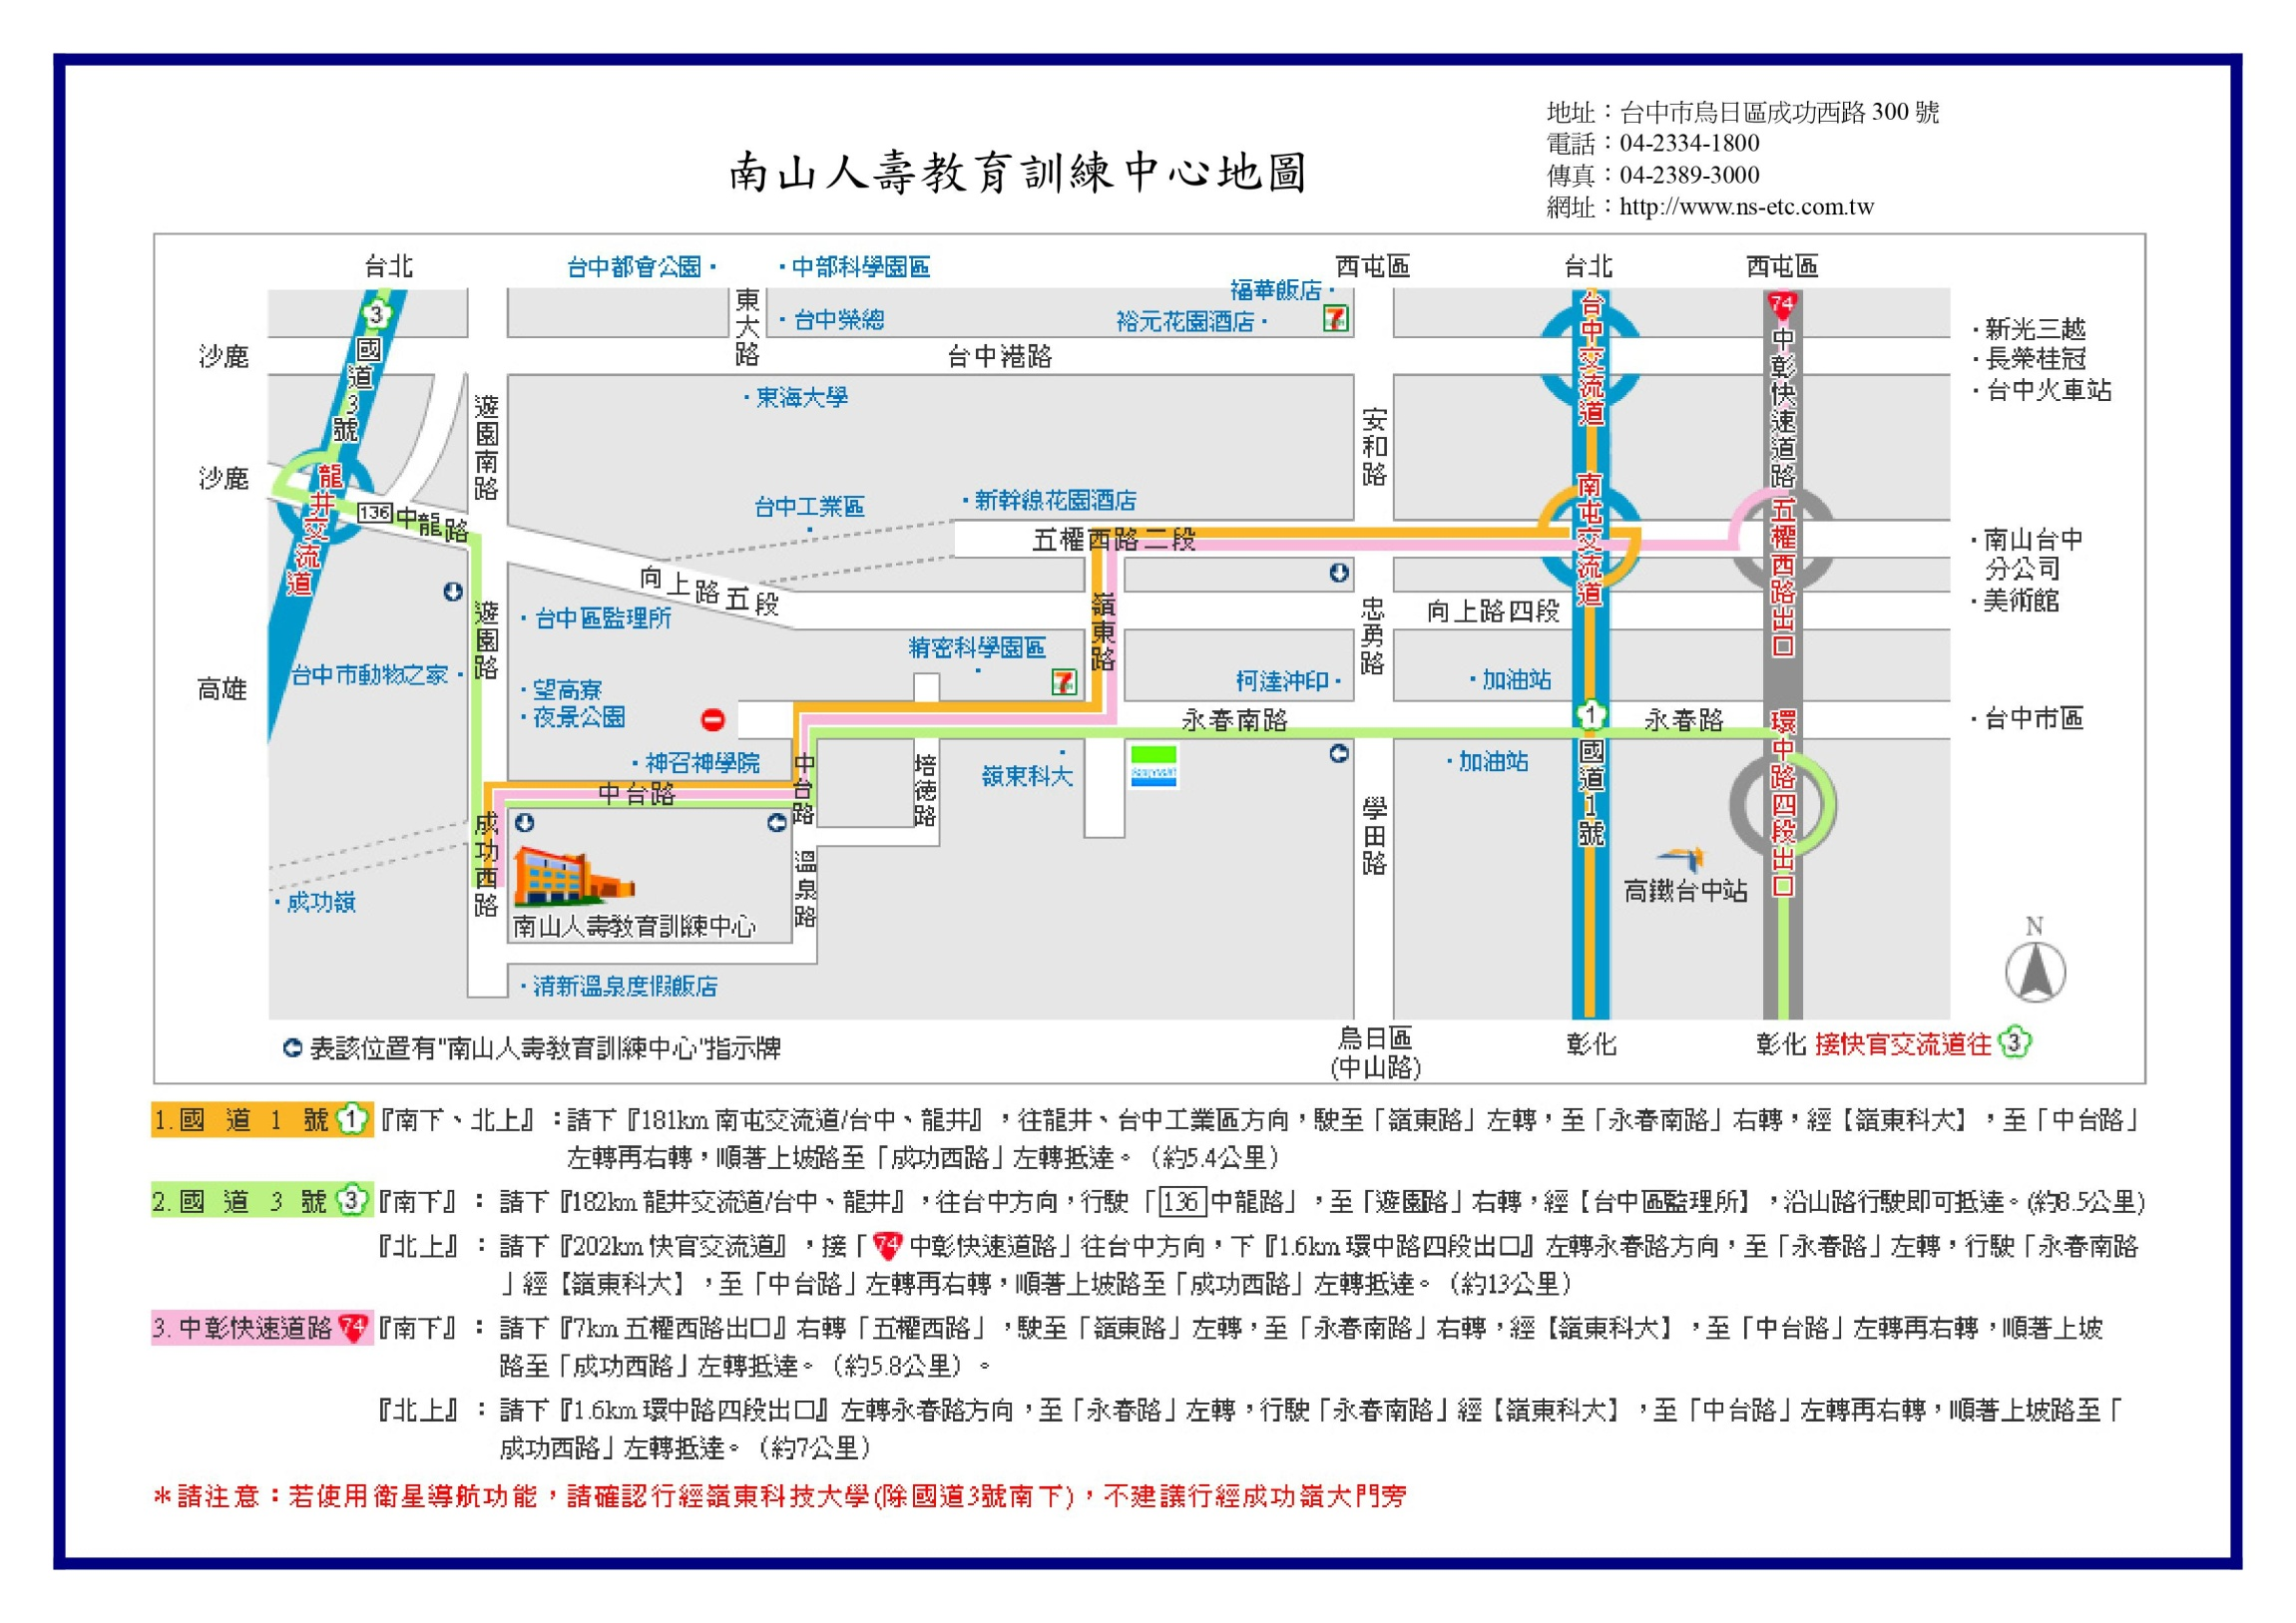 地址：台中市烏日區成功西路 300 號
電話：04-2334-1800
傳真：04-2389-3000
網址：http://www.ns-etc.com.tw
南山人壽教育訓練中心地圖
台北
台中都會公園
中部科學園區
西屯區
台北
西屯區
福華飯店
裕元花園酒店
7
台中榮總
東大路
3
國道3號
台中交流道
74
中彰快速道路
新光三越
長榮桂冠
台中火車站
沙鹿
台中港路
東海大學
遊園南路
安和路
沙鹿
龍井交流道
136
中龍路
台中工業區
新幹線花園酒店
五權西路二段
南屯交流道
五權西路出口
南山台中
分公司
美術館
向上路五段
遊園路
台中區監理所
嶺東路
忠勇路
向上路四段
精密科學園區
7
台中市動物之家
高雄
望高寮
夜景公園
柯達沖印
加油站
永春南路
1
永春路
台中市區
國道1號
環中路四段出口
神召神學院
中台路
中台路
培德路
嶺東科大
加油站
成功西路
溫泉路
學田路
高鐵台中站
成功嶺
南山人壽教育訓練中心
清新溫泉度假飯店
N
表該位置有"南山人壽教育訓練中心"指示牌
烏日區
(中山路)
彰化
彰化 接快官交流道往 3
1.國道1號 1 『南下、北上』：請下『181km 南屯交流道/台中、龍井』，往龍井、台中工業區方向，駛至「嶺東路」左轉，至「永春南路」右轉，經【嶺東科大】，至「中台路」
左轉再右轉，順著上坡路至「成功西路」左轉抵達。（約5.4公里）
2.國道3號 3 『南下』：請下『182km 龍井交流道/台中、龍井』，往台中方向，行駛「136中龍路」，至「遊園路」右轉，經【台中區監理所】，沿山路行駛即可抵達。(約8.5公里)
『北上』：請下『202km 快官交流道』，接「74 中彰快速道路」往台中方向，下『1.6km 環中路四段出口』左轉永春路方向，至「永春路」左轉，行駛「永春南路
」經【嶺東科大】，至「中台路」左轉再右轉，順著上坡路至「成功西路」左轉抵達。（約13公里）
3.中彰快速道路 74 『南下』：請下『7km 五權西路出口』右轉「五權西路」，駛至「嶺東路」左轉，至「永春南路」右轉，經【嶺東科大】，至「中台路」左轉再右轉，順著上坡
路至「成功西路」左轉抵達。（約5.8公里）。
『北上』：請下『1.6km 環中路四段出口』左轉永春路方向，至「永春路」左轉，行駛「永春南路」經【嶺東科大】，至「中台路」左轉再右轉，順著上坡路至「
成功西路」左轉抵達。（約7公里）
＊請注意：若使用衛星導航功能，請確認行經嶺東科技大學(除國道3號南下)，不建議行經成功嶺大門旁